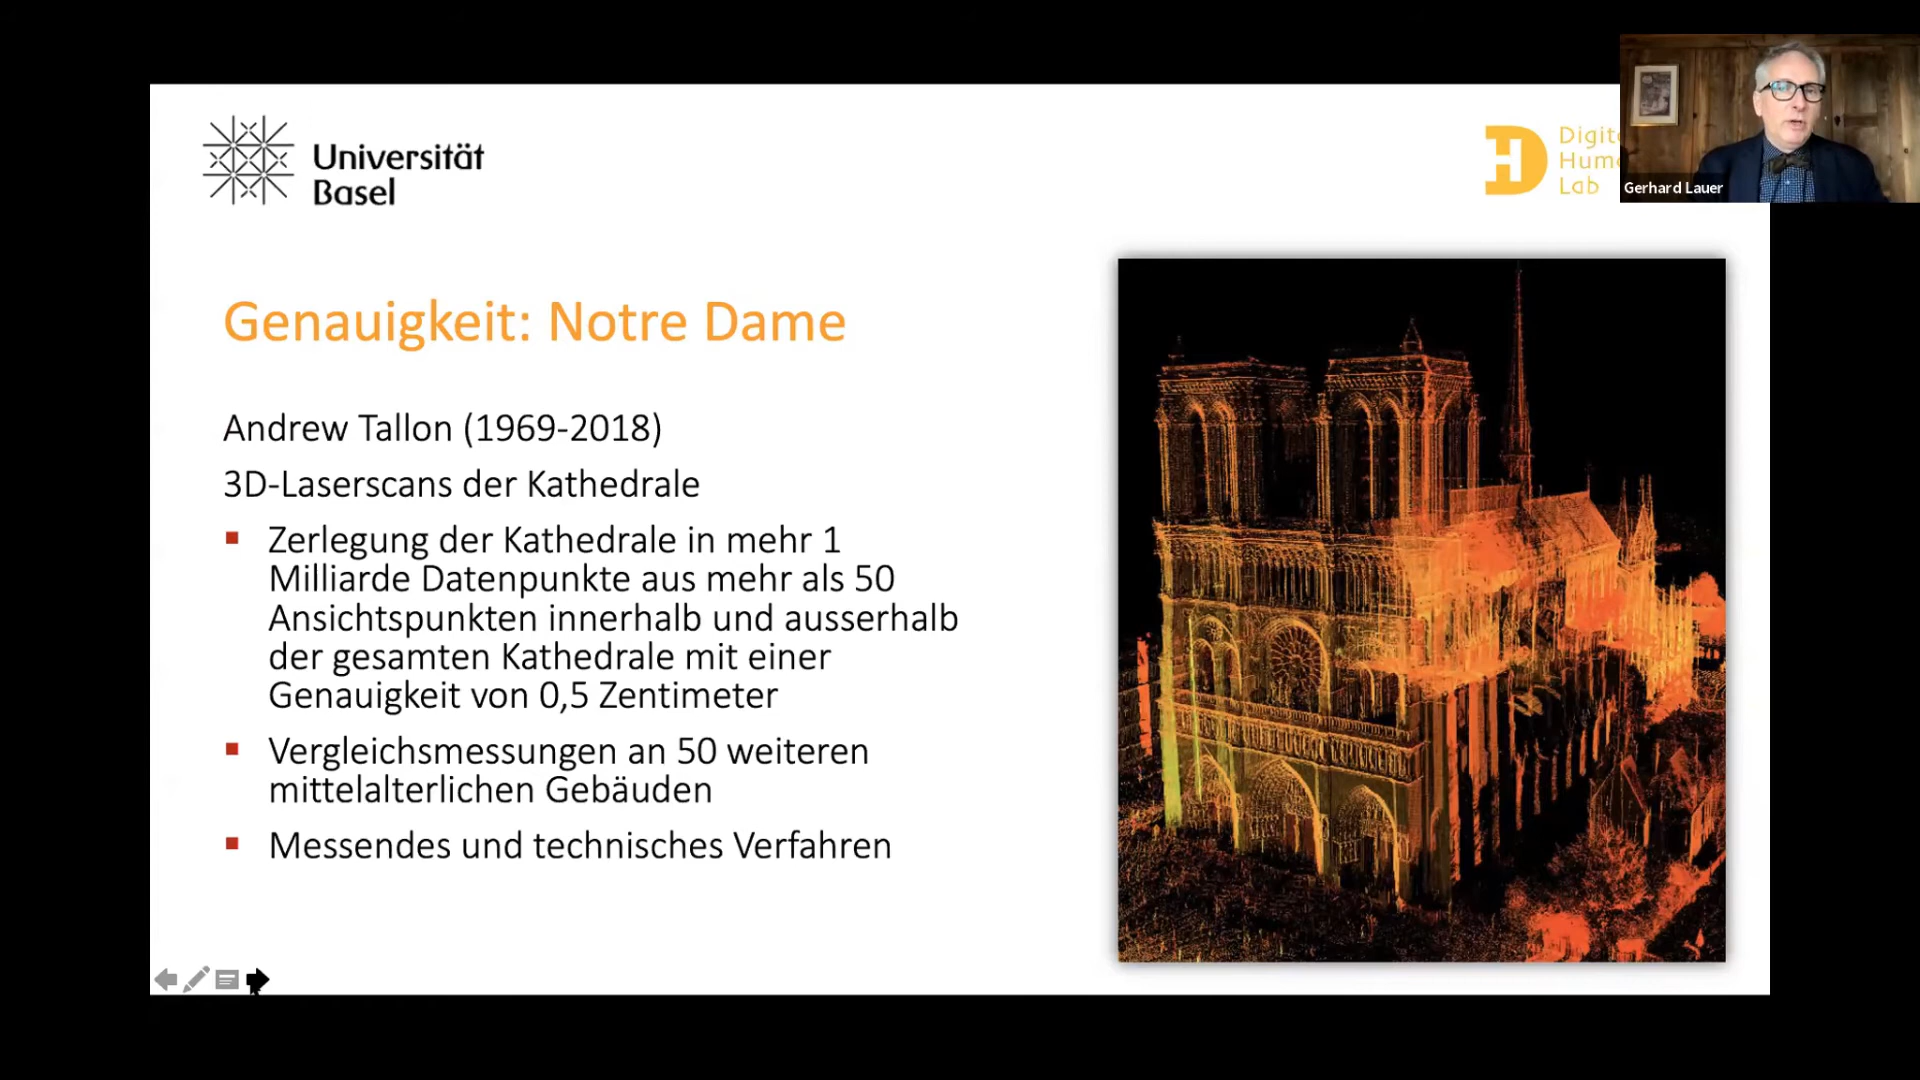 Universität
Basel
Digit
Hum
Lab
Gerhard Lauer
Genauigkeit: Notre Dame
Andrew Tallon (1969-2018)
3D-Laserscans der Kathedrale
Zerlegung der Kathedrale in mehr 1
Milliarde Datenpunkte aus mehr als 50
Ansichtspunkten innerhalb und ausserhalb
der gesamten Kathedrale mit einer
Genauigkeit von 0,5 Zentimeter
Vergleichsmessungen an 50 weiteren
mittelalterlichen Gebäuden
Messendes und technisches Verfahren